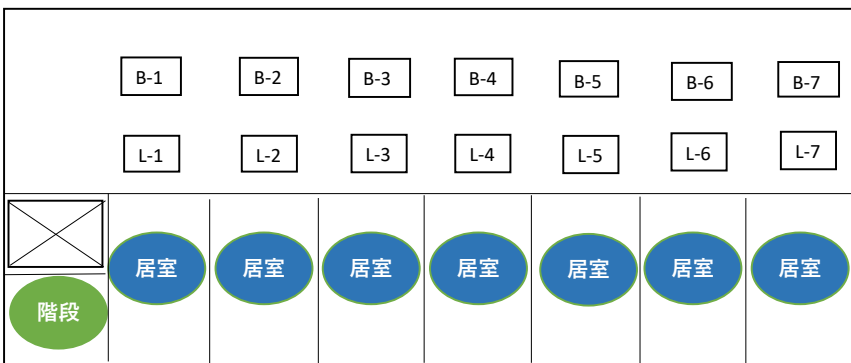 B-1 B-2 B-3 B-4 B-5 B-6 B-7
L-1 L-2 L-3 L-4 L-5 L-6 L-7
居室 居室 居室 居室 居室 居室 居室
階段